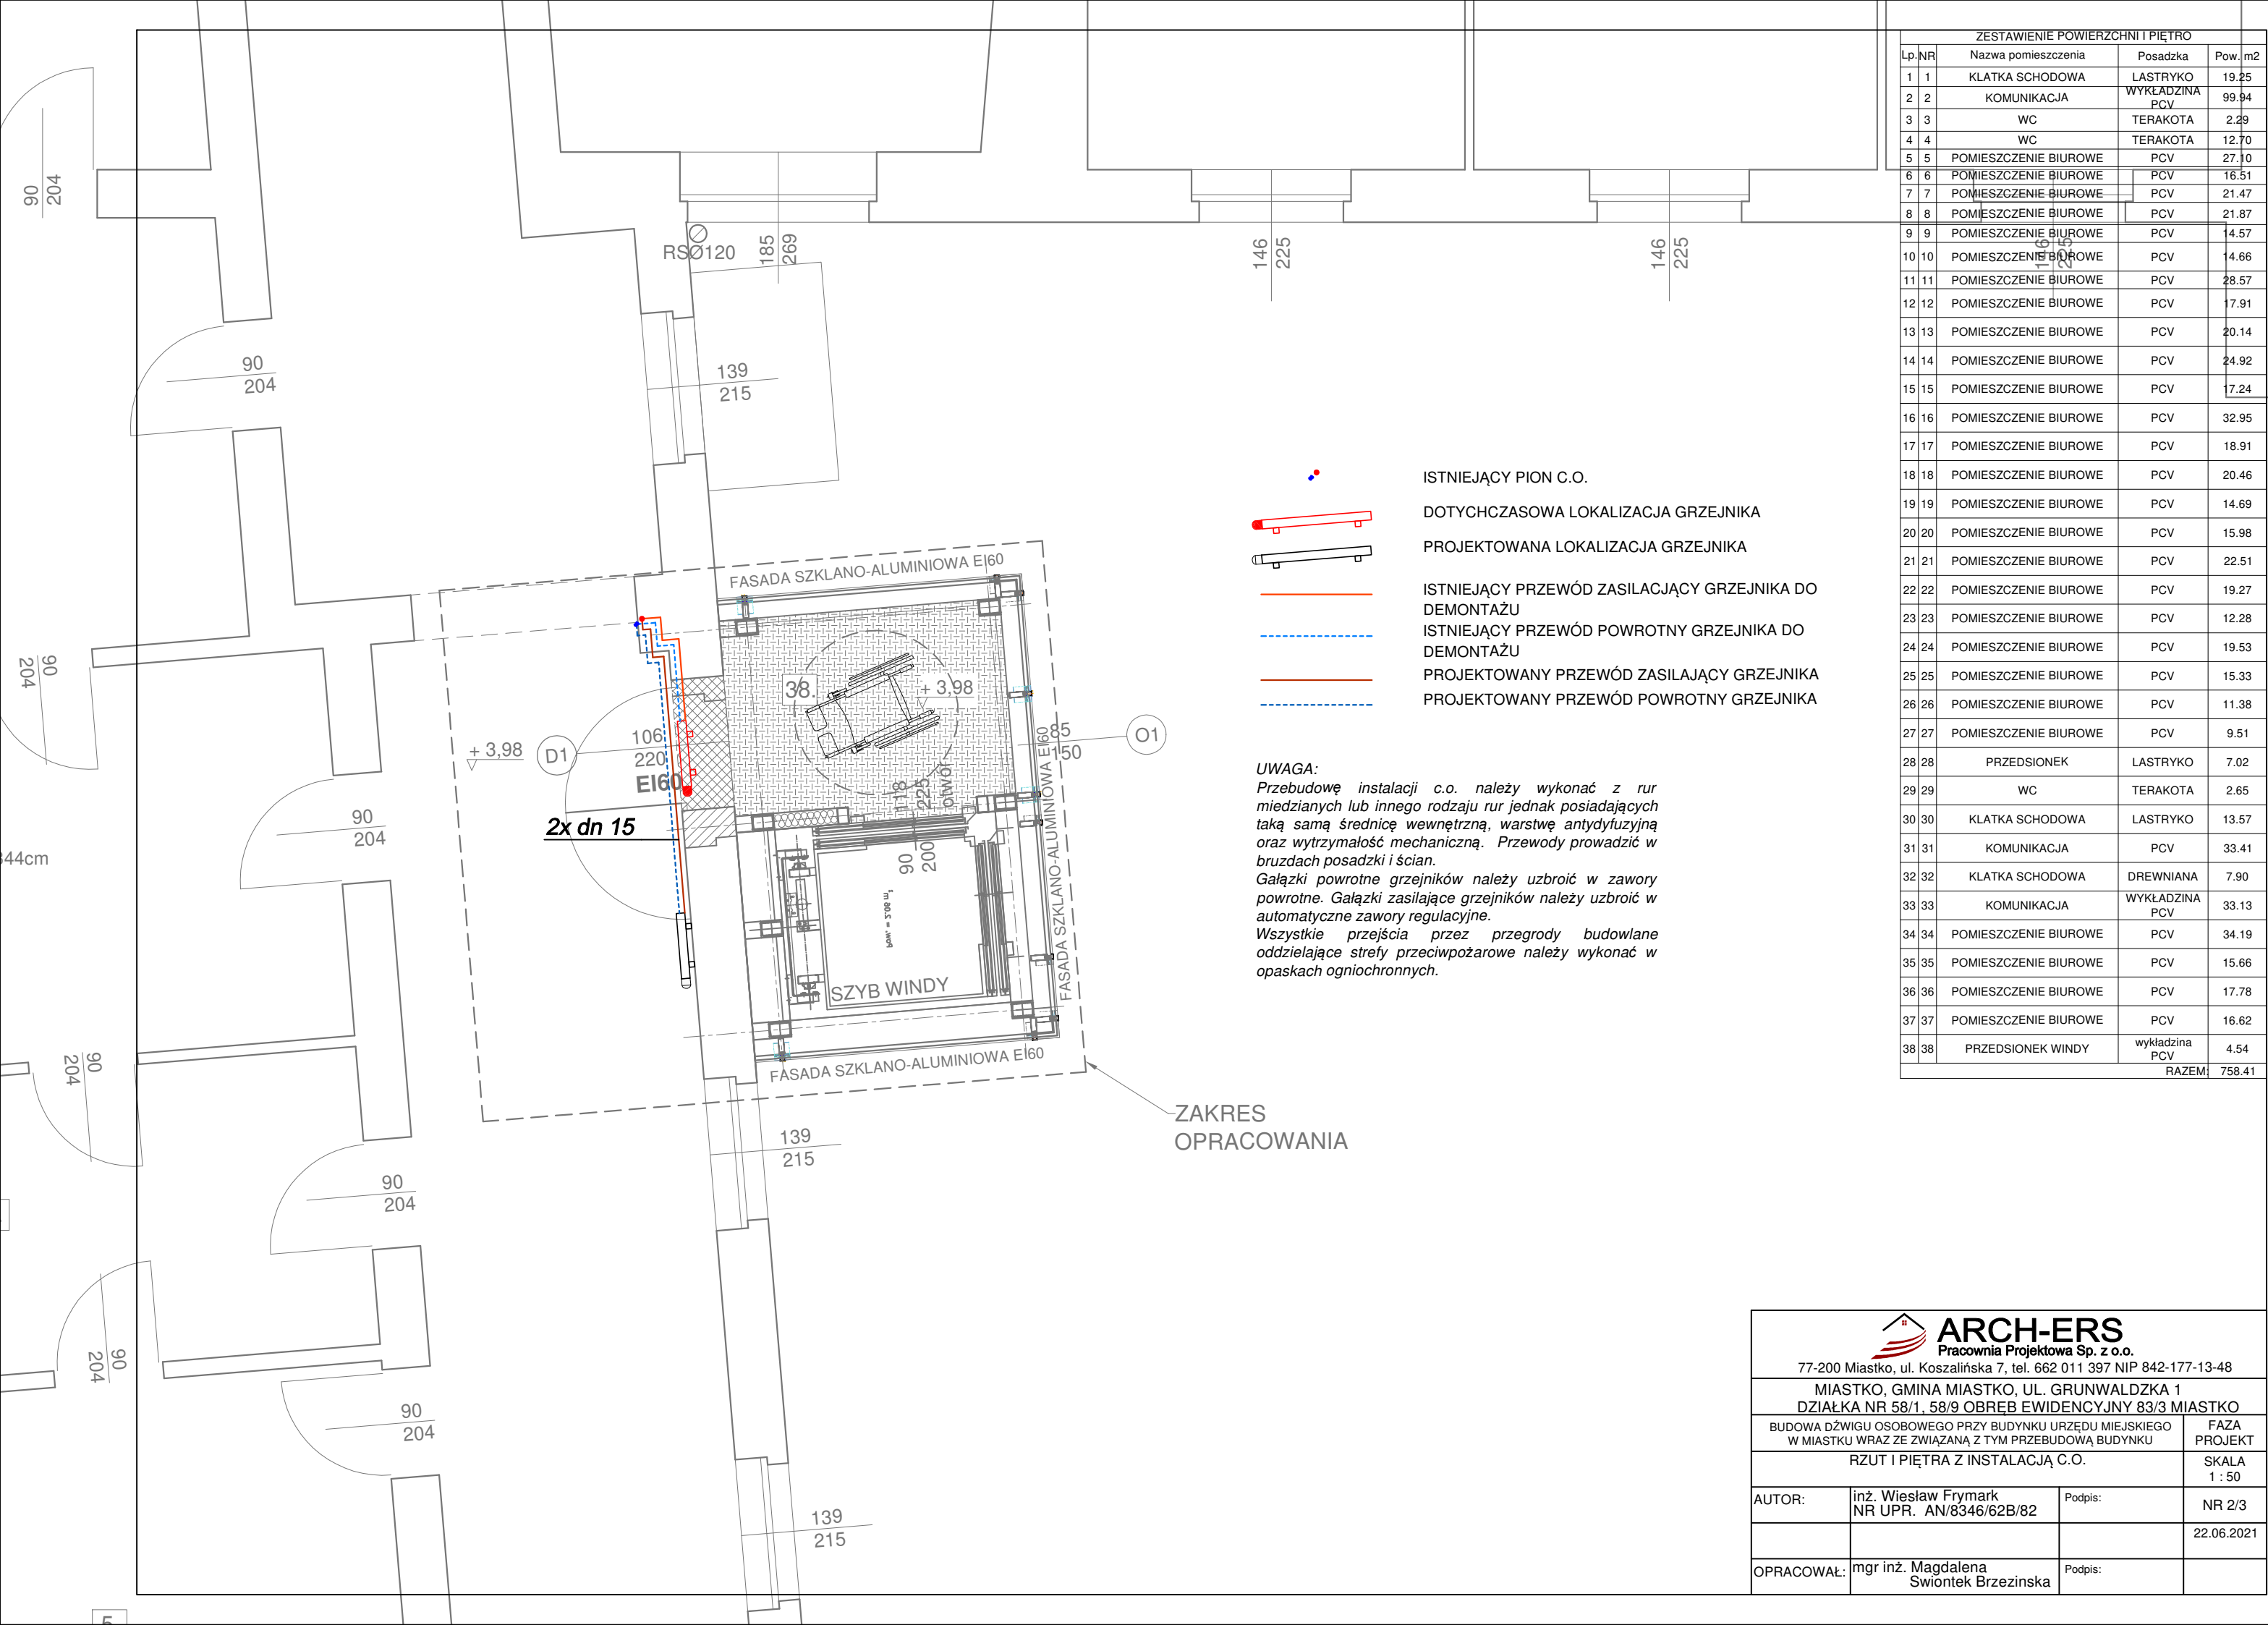 ZESTAWIENIE POWIERZCHNI I PIĘTRO
Lp. NR Nazwa pomieszczenia Posadzka Pow. m2
1 1 KLATKA SCHODOWA LASTRYKO 19.25
2 2 KOMUNIKACJA WYKŁADZINA PCV 99.94
3 3 WC TERAKOTA 2.29
4 4 WC TERAKOTA 12.70
5 5 POMIESZCZENIE BIUROWE PCV 27.10
6 6 POMIESZCZENIE BIUROWE PCV 16.51
7 7 POMIESZCZENIE BIUROWE PCV 21.47
8 8 POMIESZCZENIE BIUROWE PCV 21.87
9 9 POMIESZCZENIE BIUROWE PCV 14.57
10 10 POMIESZCZENIE BIUROWE PCV 14.66
11 11 POMIESZCZENIE BIUROWE PCV 28.57
12 12 POMIESZCZENIE BIUROWE PCV 17.91
13 13 POMIESZCZENIE BIUROWE PCV 20.14
14 14 POMIESZCZENIE BIUROWE PCV 24.92
15 15 POMIESZCZENIE BIUROWE PCV 17.24
16 16 POMIESZCZENIE BIUROWE PCV 32.95
17 17 POMIESZCZENIE BIUROWE PCV 18.91
18 18 POMIESZCZENIE BIUROWE PCV 20.46
19 19 POMIESZCZENIE BIUROWE PCV 14.69
20 20 POMIESZCZENIE BIUROWE PCV 15.98
21 21 POMIESZCZENIE BIUROWE PCV 22.51
22 22 POMIESZCZENIE BIUROWE PCV 19.27
23 23 POMIESZCZENIE BIUROWE PCV 12.28
24 24 POMIESZCZENIE BIUROWE PCV 19.53
25 25 POMIESZCZENIE BIUROWE PCV 15.33
26 26 POMIESZCZENIE BIUROWE PCV 11.38
27 27 POMIESZCZENIE BIUROWE PCV 9.51
28 28 PRZEDSIONEK LASTRYKO 7.02
29 29 WC TERAKOTA 2.65
30 30 KLATKA SCHODOWA LASTRYKO 13.57
31 31 KOMUNIKACJA PCV 33.41
32 32 KLATKA SCHODOWA DREWNIANA 7.90
33 33 KOMUNIKACJA WYKŁADZINA PCV 33.13
34 34 POMIESZCZENIE BIUROWE PCV 34.19
35 35 POMIESZCZENIE BIUROWE PCV 15.66
36 36 POMIESZCZENIE BIUROWE PCV 17.78
37 37 POMIESZCZENIE BIUROWE PCV 16.62
38 38 PRZEDSIONEK WINDY wykładzina PCV 4.54
RAZEM: 758.41
90
204
RSØ120
185
269
146
225
146
225
146
225
90
204
139
215
90
204
90
204
344cm
FASADA SZKLANO-ALUMINIOWA EI60
38.
+ 3,98
+ 3,98
D1
106
220
EI60
2x dn 15
85
150
O1
118
225
otwór
90
200
Pow. = 2.08 m²
SZYB WINDY
FASADA SZKLANO-ALUMINIOWA EI60
FASADA SZKLANO-ALUMINIOWA EI60
ZAKRES
OPRACOWANIA
90
204
139
215
90
204
90
204
90
204
139
215
5
ISTNIEJĄCY PION C.O.
DOTYCHCZASOWA LOKALIZACJA GRZEJNIKA
PROJEKTOWANA LOKALIZACJA GRZEJNIKA
ISTNIEJĄCY PRZEWÓD ZASILACJĄCY GRZEJNIKA DO
DEMONTAŻU
ISTNIEJĄCY PRZEWÓD POWROTNY GRZEJNIKA DO
DEMONTAŻU
PROJEKTOWANY PRZEWÓD ZASILAJĄCY GRZEJNIKA
PROJEKTOWANY PRZEWÓD POWROTNY GRZEJNIKA
UWAGA:
Przebudowę instalacji c.o. należy wykonać z rur
miedzianych lub innego rodzaju rur jednak posiadających
taką samą średnicę wewnętrzną, warstwę antydyfuzyjną
oraz wytrzymałość mechaniczną. Przewody prowadzić w
bruzdach posadzki i ścian.
Gałązki powrotne grzejników należy uzbroić w zawory
powrotne. Gałązki zasilające grzejników należy uzbroić w
automatyczne zawory regulacyjne.
Wszystkie przejścia przez przegrody budowlane
oddzielające strefy przeciwpożarowe należy wykonać w
opaskach ogniochronnych.
ARCH-ERS
Pracownia Projektowa Sp. z o.o.
77-200 Miastko, ul. Koszalińska 7, tel. 662 011 397 NIP 842-177-13-48
MIASTKO, GMINA MIASTKO, UL. GRUNWALDZKA 1
DZIAŁKA NR 58/1, 58/9 OBRĘB EWIDENCYJNY 83/3 MIASTKO
BUDOWA DŹWIGU OSOBOWEGO PRZY BUDYNKU URZĘDU MIEJSKIEGO
W MIASTKU WRAZ ZE ZWIĄZANĄ Z TYM PRZEBUDOWĄ BUDYNKU
FAZA
PROJEKT
RZUT I PIĘTRA Z INSTALACJĄ C.O.
SKALA
1 : 50
AUTOR: inż. Wiesław Frymark
NR UPR. AN/8346/62B/82
Podpis:
NR 2/3
22.06.2021
OPRACOWAŁ: mgr inż. Magdalena
Swiontek Brzezinska
Podpis: